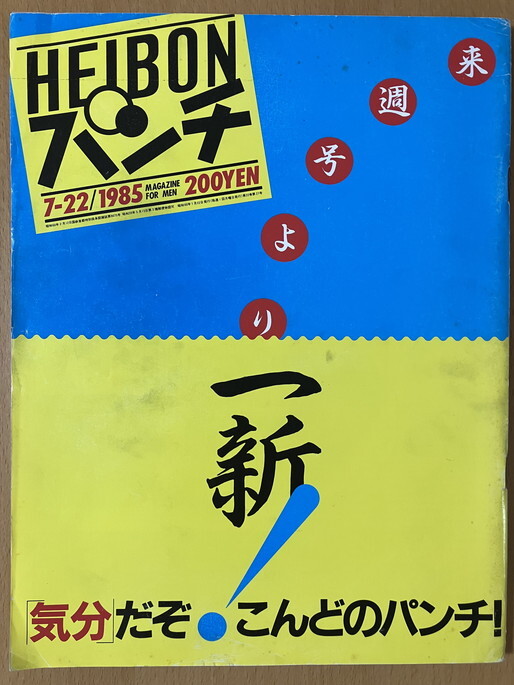 HEIBON
パンチ
7-22/1985 MAGAZINE FOR MEN 200YEN
来週号より
一新!
「気分」だぞ!こんどのパンチ!